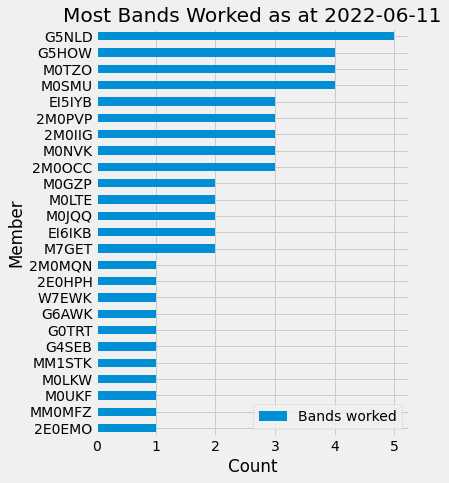 Most Bands Worked as at 2022-06-11
G5NLD
G5HOW
M0TZO
M0SMU
EI5IYB
2M0PVP
2M0IIG
M0NVK
2M0OCC
M0GZP
M0LTE
M0JQQ
EI6IKB
M7GET
2M0MQN
2E0HPH
W7EWK
G6AWK
G0TRT
G4SEB
MM1STK
M0LKW
M0UKF
MM0MFZ
2E0EMO
Member
Bands worked
0 1 2 3 4 5
Count